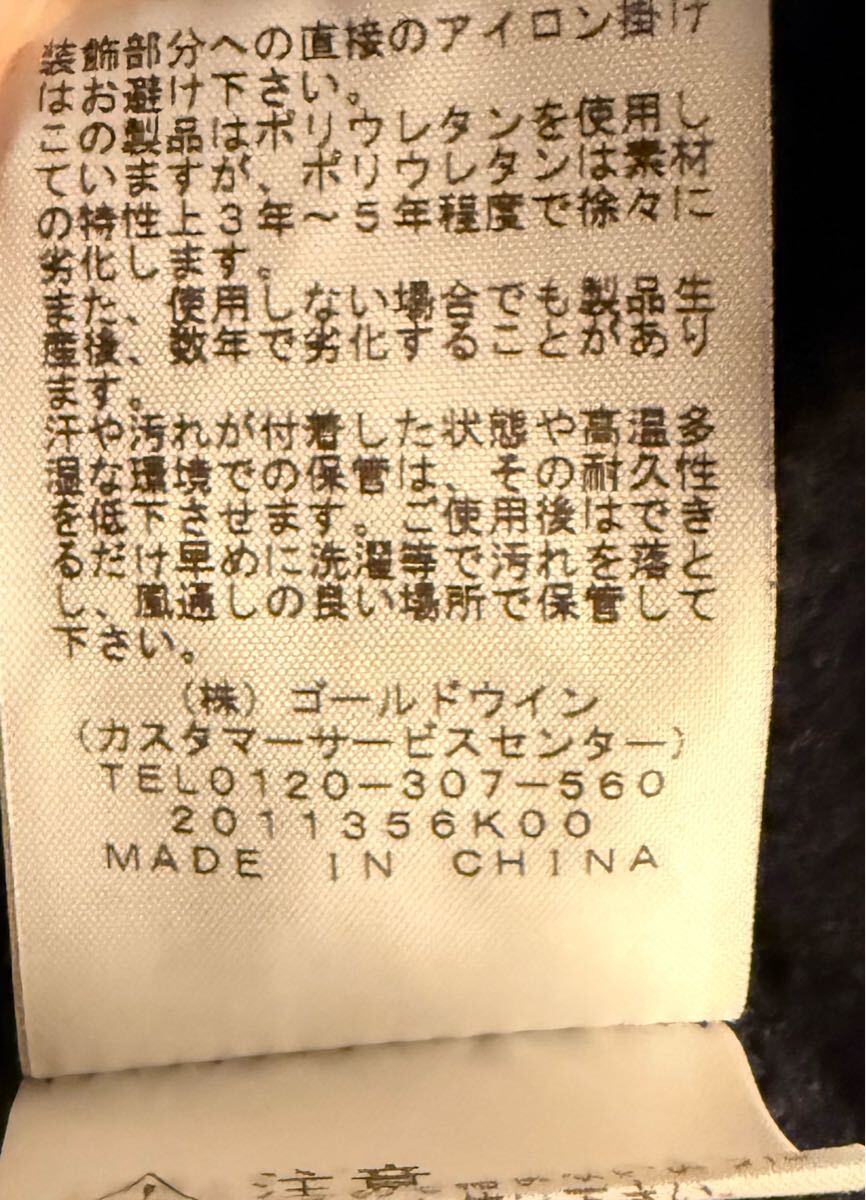 装飾部分への直接のアイロン掛け
はお避け下さい。
この製品はポリウレタンを使用し
ていますが、ポリウレタンは素材
の特性上3年～5年程度で徐々に
劣化します。
また、使用しない場合でも製品生
産後、数年で劣化することがあり
ます。
汗や汚れが付着した状態や高温多
湿な環境での保管は、その耐久性
を低下させます。ご使用後はできる
だけ早めに洗濯等で汚れを落とし、
風通しの良い場所で保管して
下さい。
(株)ゴールドウイン
(カスタマーサービスセンター)
TEL0120-307-560
2011356K00
MADE IN CHINA
注意